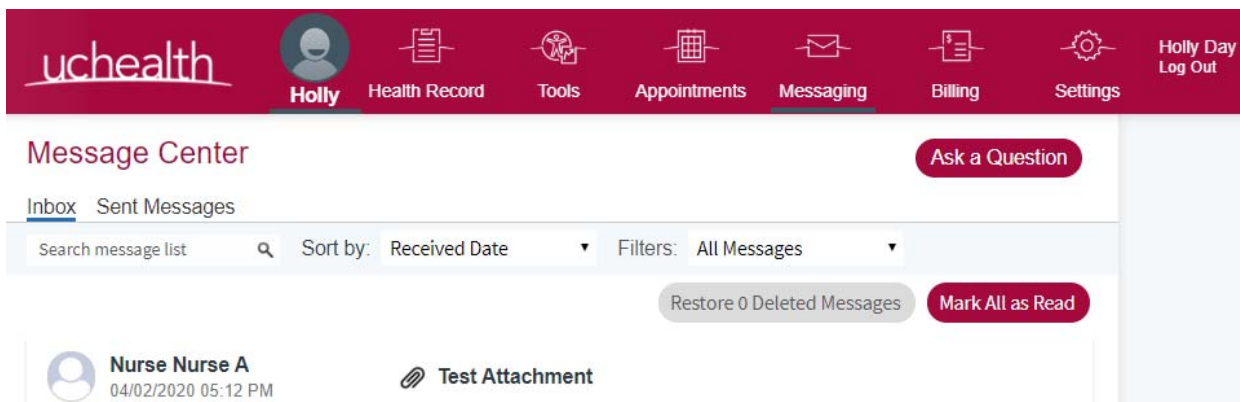 uchealth
Holly
Health Record
Tools
Appointments
Messaging
Billing
Settings
Holly Day
Log Out
Message Center
Ask a Question
Inbox Sent Messages
Search message list Sort by: Received Date Filters: All Messages
Restore 0 Deleted Messages Mark All as Read
Nurse Nurse A
04/02/2020 05:12 PM
Test Attachment